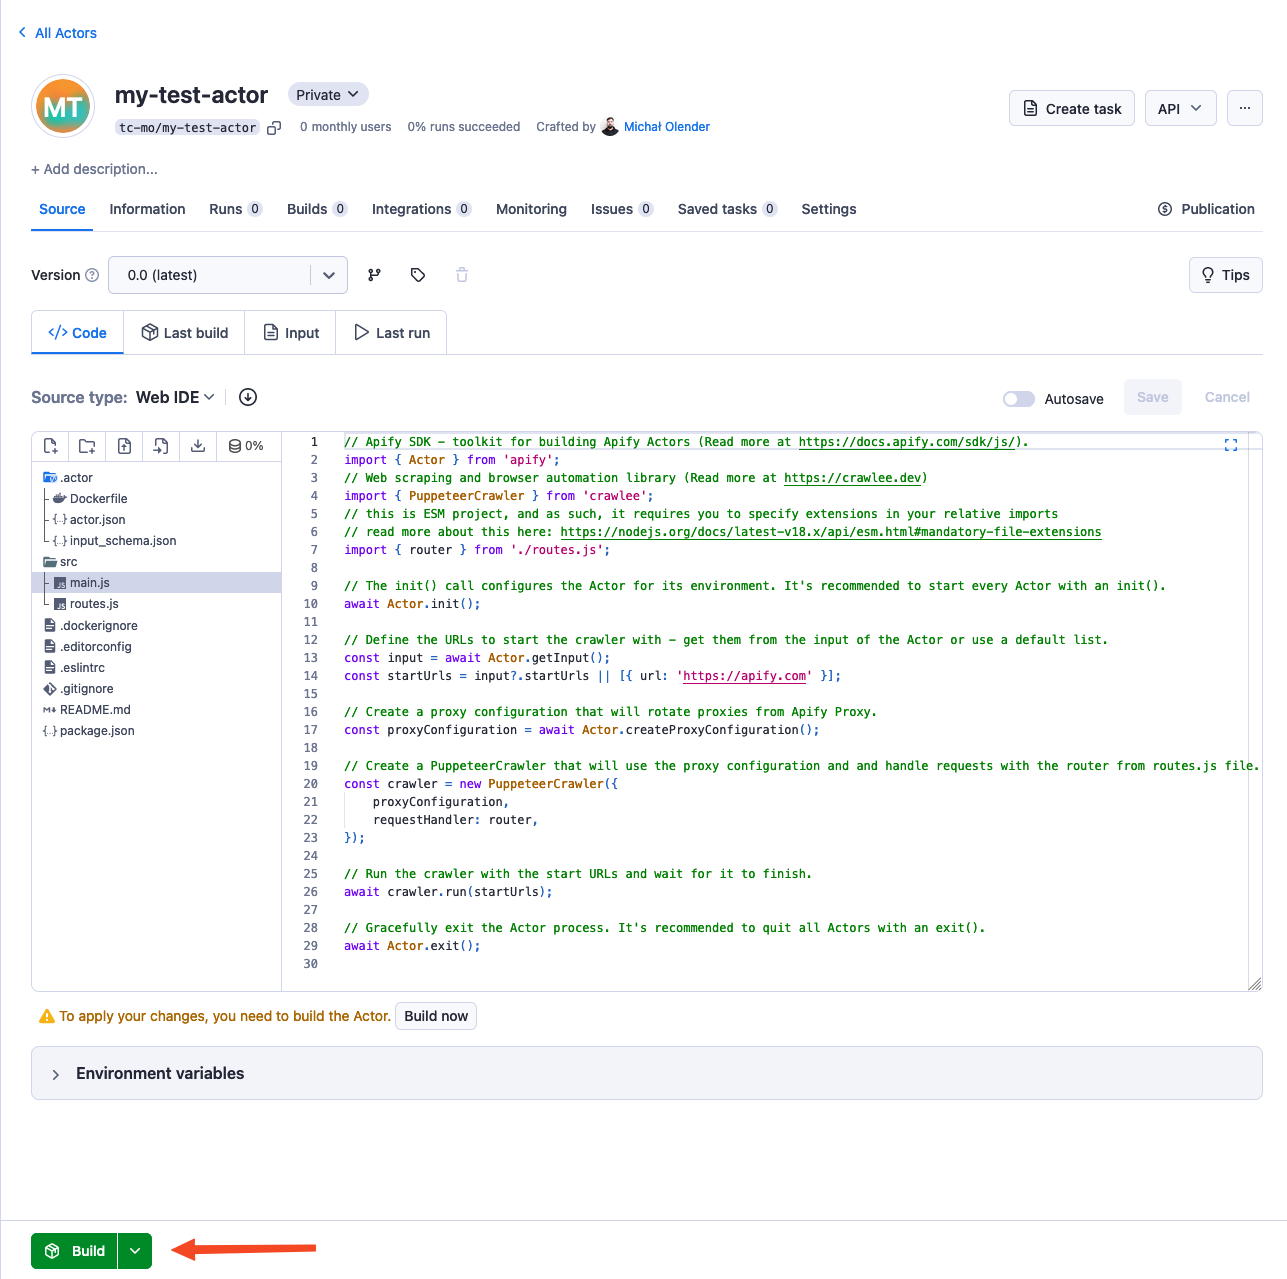 All Actors
MT
my-test-actor Private
tc-mo/my-test-actor 0 monthly users 0% runs succeeded Crafted by Michał Olender
Create task API ...
+ Add description...
Source Information Runs 0 Builds 0 Integrations 0 Monitoring Issues 0 Saved tasks 0 Settings Publication
Version 0.0 (latest) Tips
</> Code Last build Input Last run
Source type: Web IDE Autosave Save Cancel
0%
.actor
Dockerfile
{..} actor.json
{..} input_schema.json
src
JS main.js
JS routes.js
.dockerignore
.editorconfig
.eslintrc
.gitignore
M↓ README.md
{..} package.json
1 // Apify SDK - toolkit for building Apify Actors (Read more at https://docs.apify.com/sdk/js/).
2 import { Actor } from 'apify';
3 // Web scraping and browser automation library (Read more at https://crawlee.dev)
4 import { PuppeteerCrawler } from 'crawlee';
5 // this is ESM project, and as such, it requires you to specify extensions in your relative imports
6 // read more about this here: https://nodejs.org/docs/latest-v18.x/api/esm.html#mandatory-file-extensions
7 import { router } from './routes.js';
8
9 // The init() call configures the Actor for its environment. It's recommended to start every Actor with an init().
10 await Actor.init();
11
12 // Define the URLs to start the crawler with - get them from the input of the Actor or use a default list.
13 const input = await Actor.getInput();
14 const startUrls = input?.startUrls || [{ url: 'https://apify.com' }];
15
16 // Create a proxy configuration that will rotate proxies from Apify Proxy.
17 const proxyConfiguration = await Actor.createProxyConfiguration();
18
19 // Create a PuppeteerCrawler that will use the proxy configuration and and handle requests with the router from routes.js file.
20 const crawler = new PuppeteerCrawler({
21 proxyConfiguration,
22 requestHandler: router,
23 });
24
25 // Run the crawler with the start URLs and wait for it to finish.
26 await crawler.run(startUrls);
27
28 // Gracefully exit the Actor process. It's recommended to quit all Actors with an exit().
29 await Actor.exit();
30
To apply your changes, you need to build the Actor. Build now
Environment variables
Build